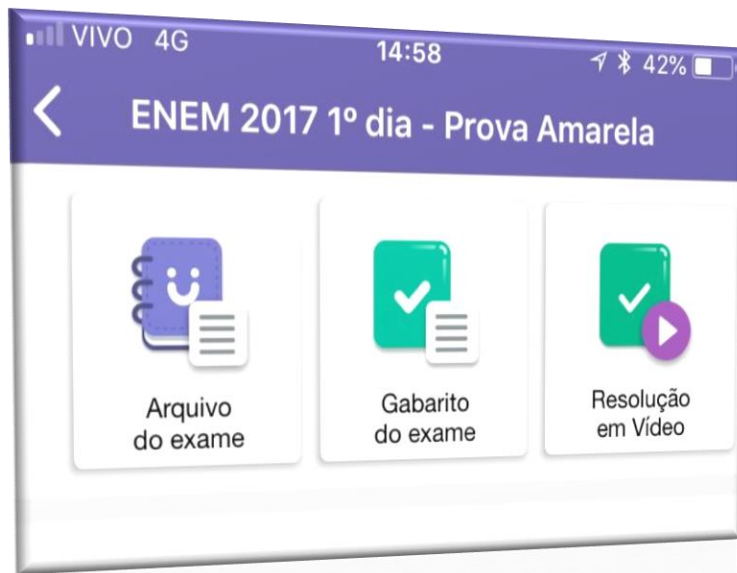 VIVO 4G 14:58 42%
ENEM 2017 1º dia - Prova Amarela
Arquivo
do exame
Gabarito
do exame
Resolução
em Vídeo